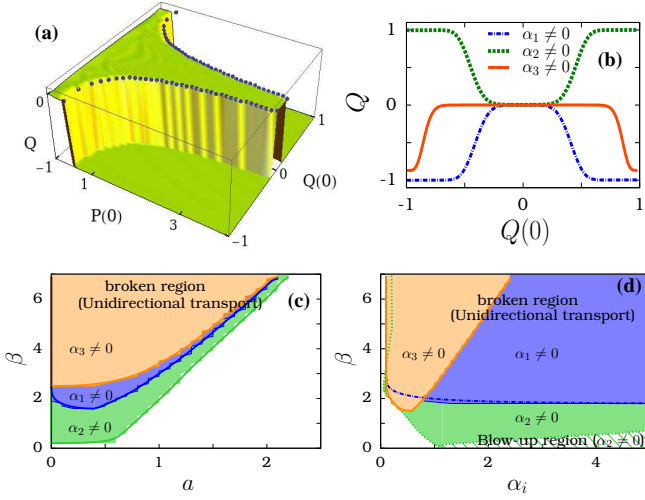 (a)
0
Q
-1
1
P(0)
3
-1
0
Q(0)
1
α₁ ≠ 0
α₂ ≠ 0
α₃ ≠ 0
(b)
1
Q
0
-1
-1
0
1
Q(0)
broken region
(Unidirectional transport)
(c)
6
4
β
2
0
α₃ ≠ 0
α₁ ≠ 0
α₂ ≠ 0
0
1
2
a
(d)
broken region
(Unidirectional transport)
6
4
β
2
0
α₃ ≠ 0
α₁ ≠ 0
α₂ ≠ 0
Blow-up region (α₂ = 0)
0
2
4
αᵢ